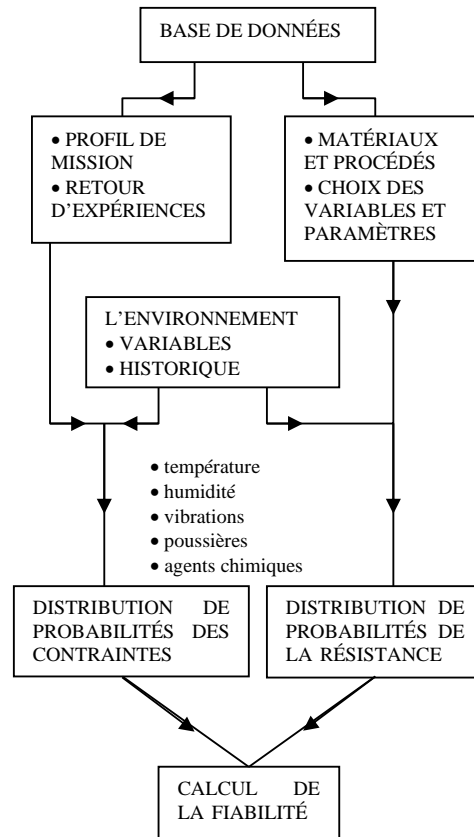 BASE DE DONNÉES
• PROFIL DE
MISSION
• RETOUR
D’EXPÉRIENCES
• MATÉRIAUX
ET PROCÉDÉS
• CHOIX DES
VARIABLES ET
PARAMÈTRES
L’ENVIRONNEMENT
• VARIABLES
• HISTORIQUE
• température
• humidité
• vibrations
• poussières
• agents chimiques
DISTRIBUTION DE
PROBABILITÉS DES
CONTRAINTES
DISTRIBUTION DE
PROBABILITÉS DE
LA RÉSISTANCE
CALCUL DE
LA FIABILITÉ